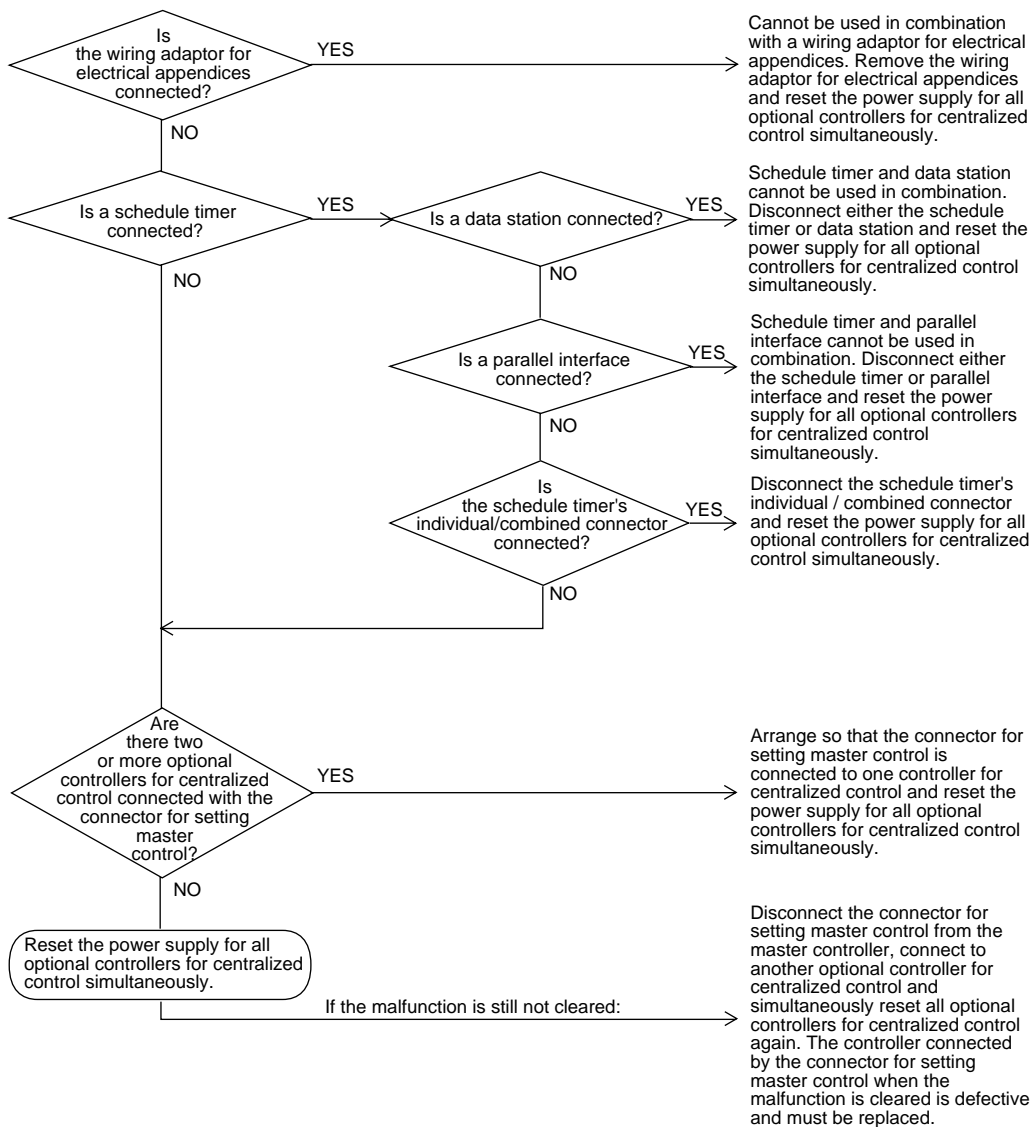 Is
the wiring adaptor for
electrical appendices
connected?
YES
Cannot be used in combination
with a wiring adaptor for electrical
appendices. Remove the wiring
adaptor for electrical appendices
and reset the power supply for all
optional controllers for centralized
control simultaneously.
NO
Is a schedule timer
connected?
YES
Is a data station connected?
YES
Schedule timer and data station
cannot be used in combination.
Disconnect either the schedule
timer or data station and reset the
power supply for all optional
controllers for centralized control
simultaneously.
NO
NO
Is a parallel interface
connected?
YES
Schedule timer and parallel
interface cannot be used in
combination. Disconnect either
the schedule timer or parallel
interface and reset the power
supply for all optional controllers
for centralized control
simultaneously.
NO
Is
the schedule timer's
individual/combined connector
connected?
YES
Disconnect the schedule timer's
individual / combined connector
and reset the power supply for all
optional controllers for centralized
control simultaneously.
NO
Are
there two
or more optional
controllers for centralized
control connected with the
connector for setting
master
control?
YES
Arrange so that the connector for
setting master control is
connected to one controller for
centralized control and reset the
power supply for all optional
controllers for centralized control
simultaneously.
NO
Reset the power supply for all
optional controllers for centralized
control simultaneously.
If the malfunction is still not cleared:
Disconnect the connector for
setting master control from the
master controller, connect to
another optional controller for
centralized control and
simultaneously reset all optional
controllers for centralized control
again. The controller connected
by the connector for setting
master control when the
malfunction is cleared is defective
and must be replaced.